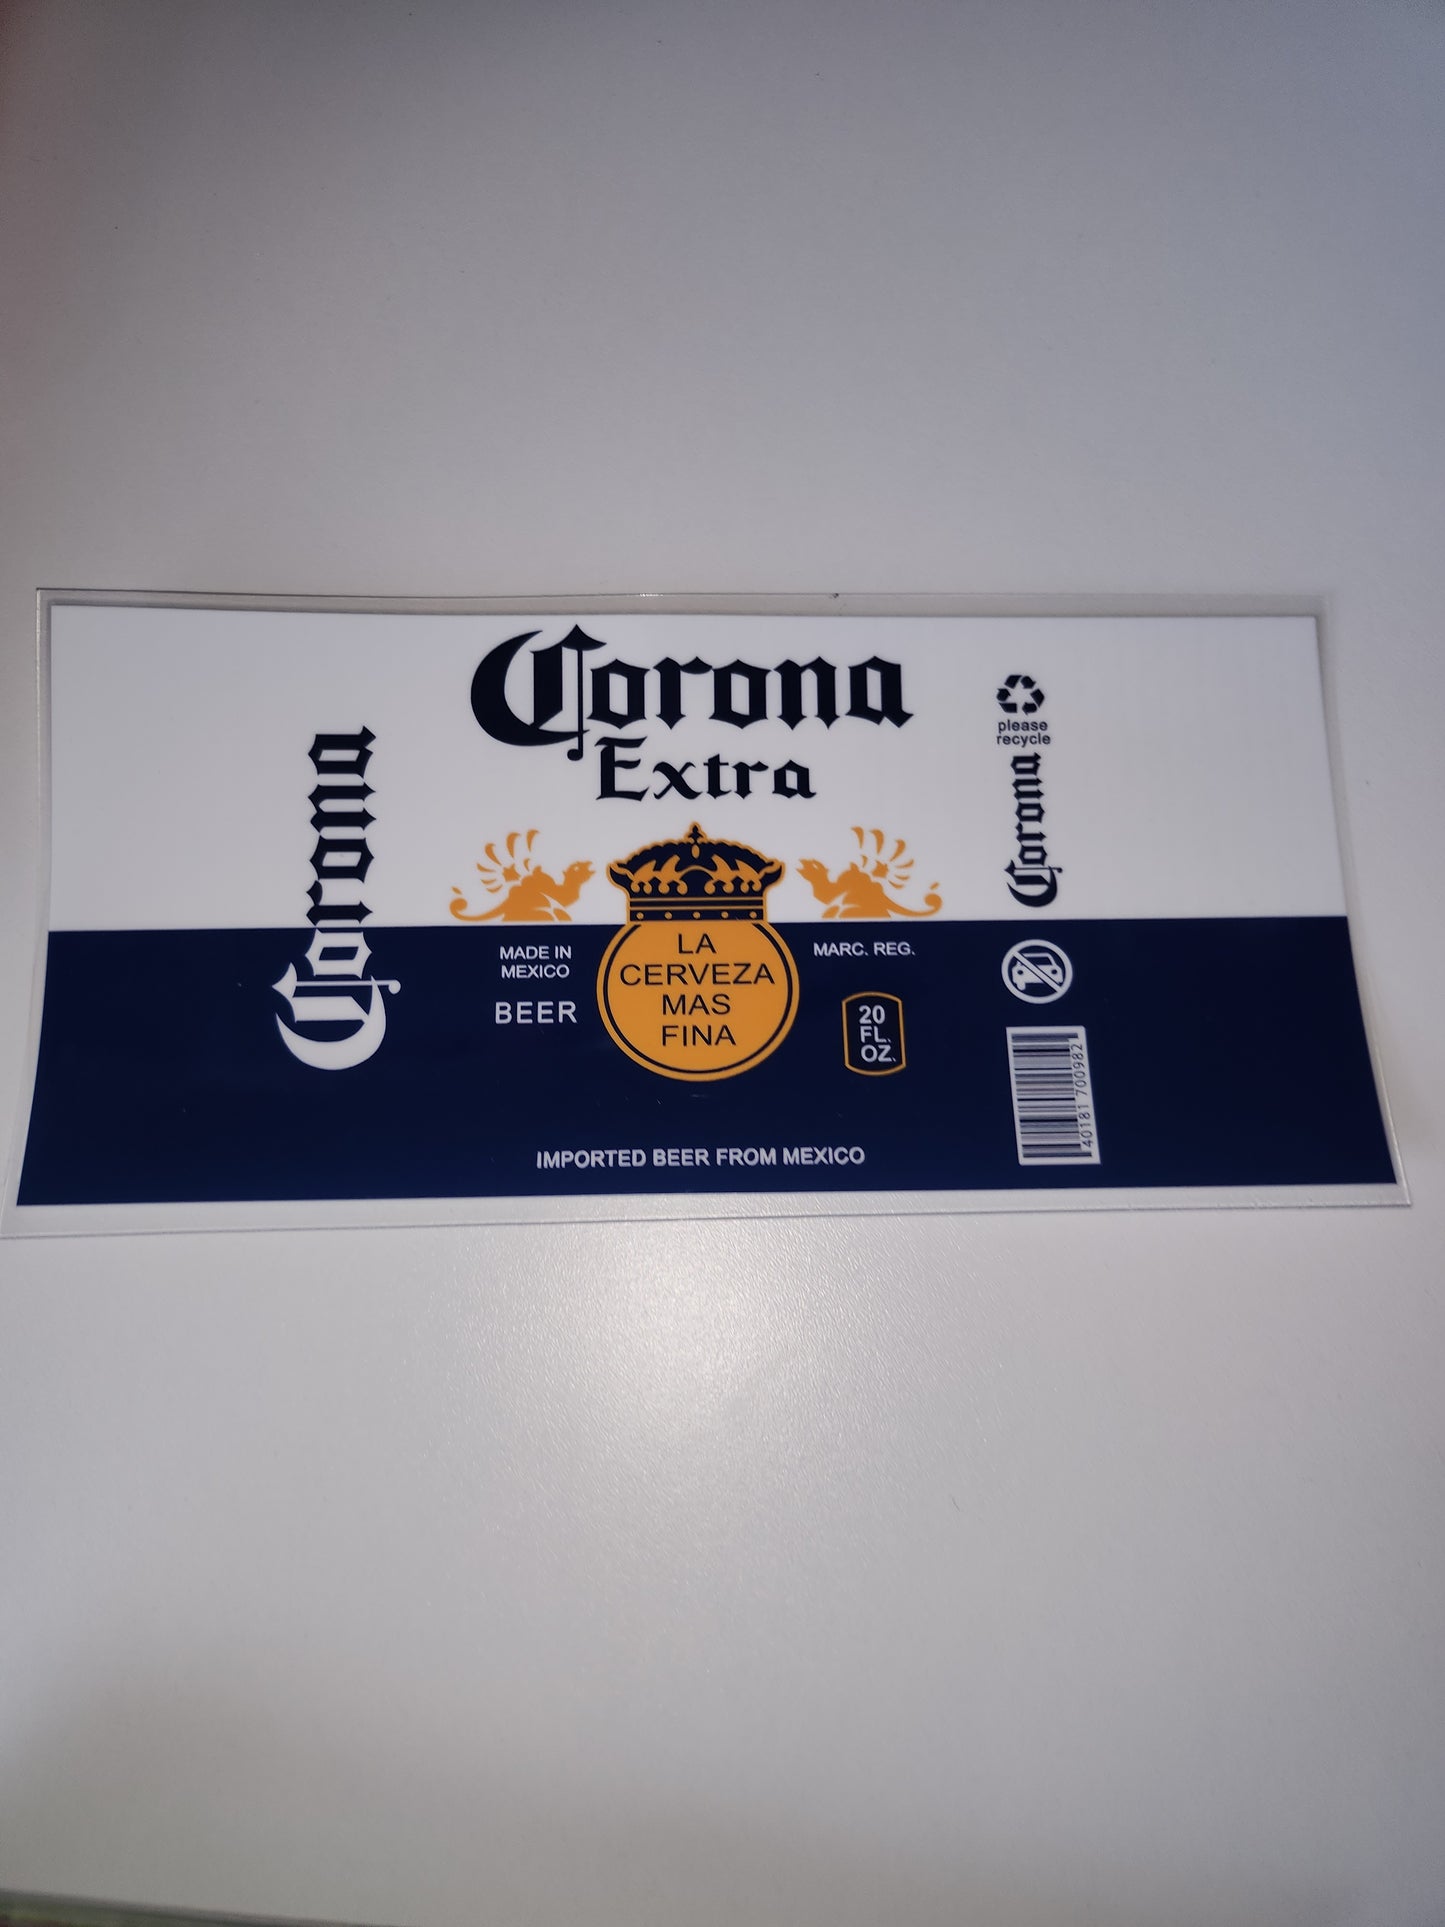 Corona
Extra
Corona
please
recycle
Corona
MADE IN
MEXICO
BEER
LA
CERVEZA
MAS
FINA
MARC. REG.
20
FL.
OZ.
40181 700982
IMPORTED BEER FROM MEXICO